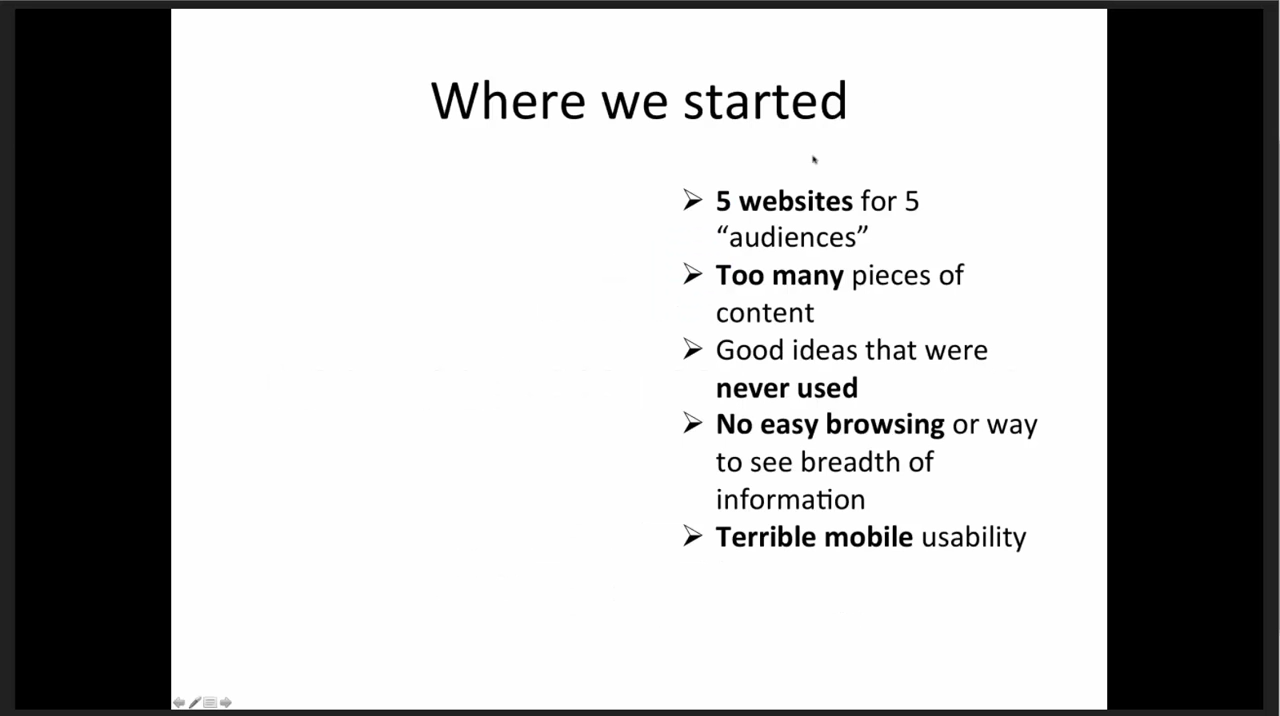 Where we started
➢ 5 websites for 5
“audiences”
➢ Too many pieces of
content
➢ Good ideas that were
never used
➢ No easy browsing or way
to see breadth of
information
➢ Terrible mobile usability